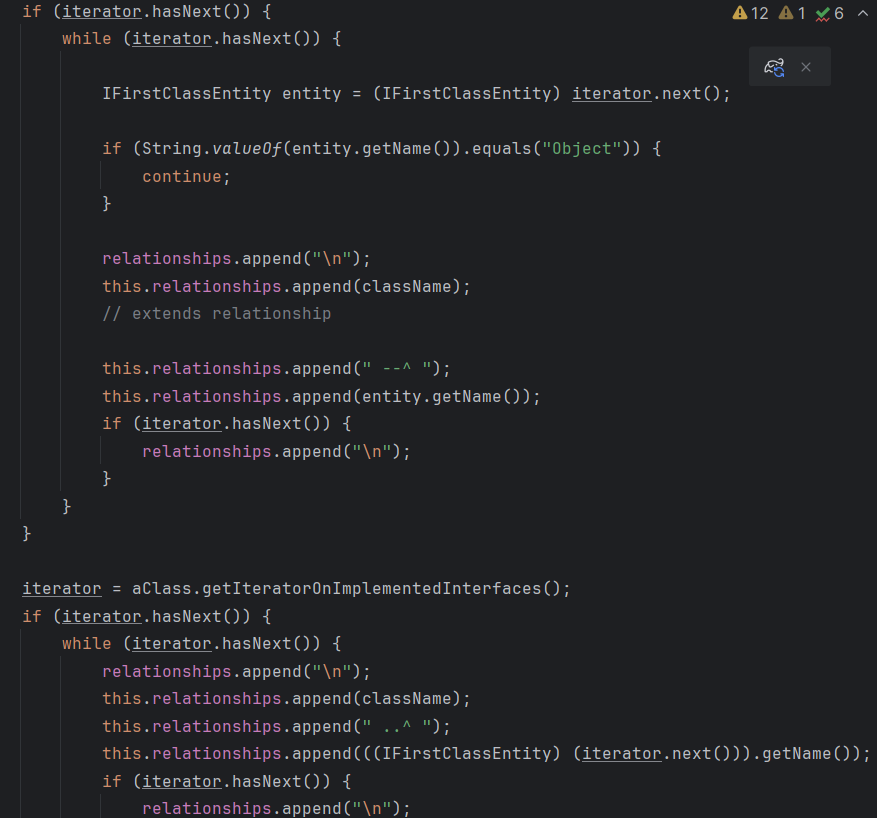 if (iterator.hasNext()) {
12 1 6
while (iterator.hasNext()) {
IFirstClassEntity entity = (IFirstClassEntity) iterator.next();
if (String.valueOf(entity.getName()).equals("Object")) {
continue;
}
relationships.append("\n");
this.relationships.append(className);
// extends relationship
this.relationships.append(" --^ ");
this.relationships.append(entity.getName());
if (iterator.hasNext()) {
relationships.append("\n");
}
}
}
iterator = aClass.getIteratorOnImplementedInterfaces();
if (iterator.hasNext()) {
while (iterator.hasNext()) {
relationships.append("\n");
this.relationships.append(className);
this.relationships.append(" ..^ ");
this.relationships.append(((IFirstClassEntity) (iterator.next())).getName());
if (iterator.hasNext()) {
relationships.append("\n");